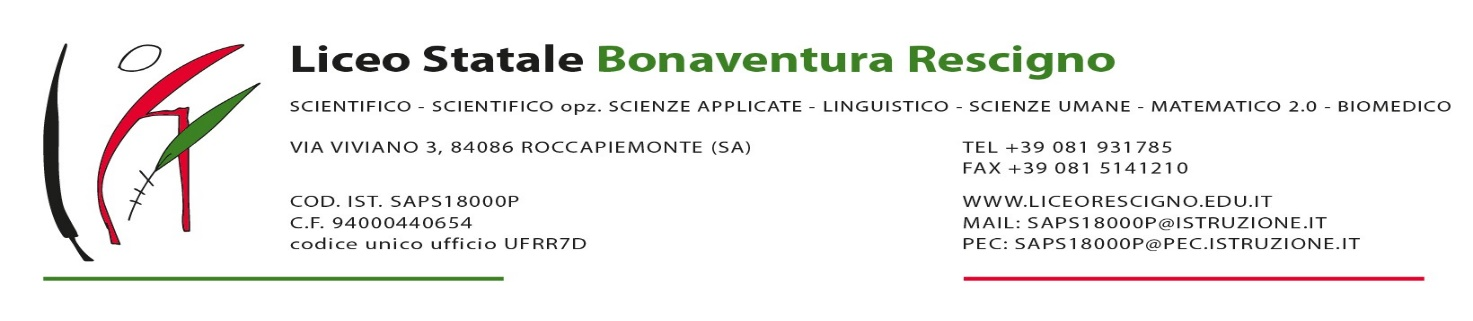 Liceo Statale Bonaventura Rescigno
SCIENTIFICO - SCIENTIFICO opz. SCIENZE APPLICATE - LINGUISTICO - SCIENZE UMANE - MATEMATICO 2.0 - BIOMEDICO
VIA VIVIANO 3, 84086 ROCCAPIEMONTE (SA)
TEL +39 081 931785
FAX +39 081 5141210
COD. IST. SAPS18000P
C.F. 94000440654
codice unico ufficio UFRR7D
WWW.LICEORESCIGNO.EDU.IT
MAIL: SAPS18000P@ISTRUZIONE.IT
PEC: SAPS18000P@PEC.ISTRUZIONE.IT